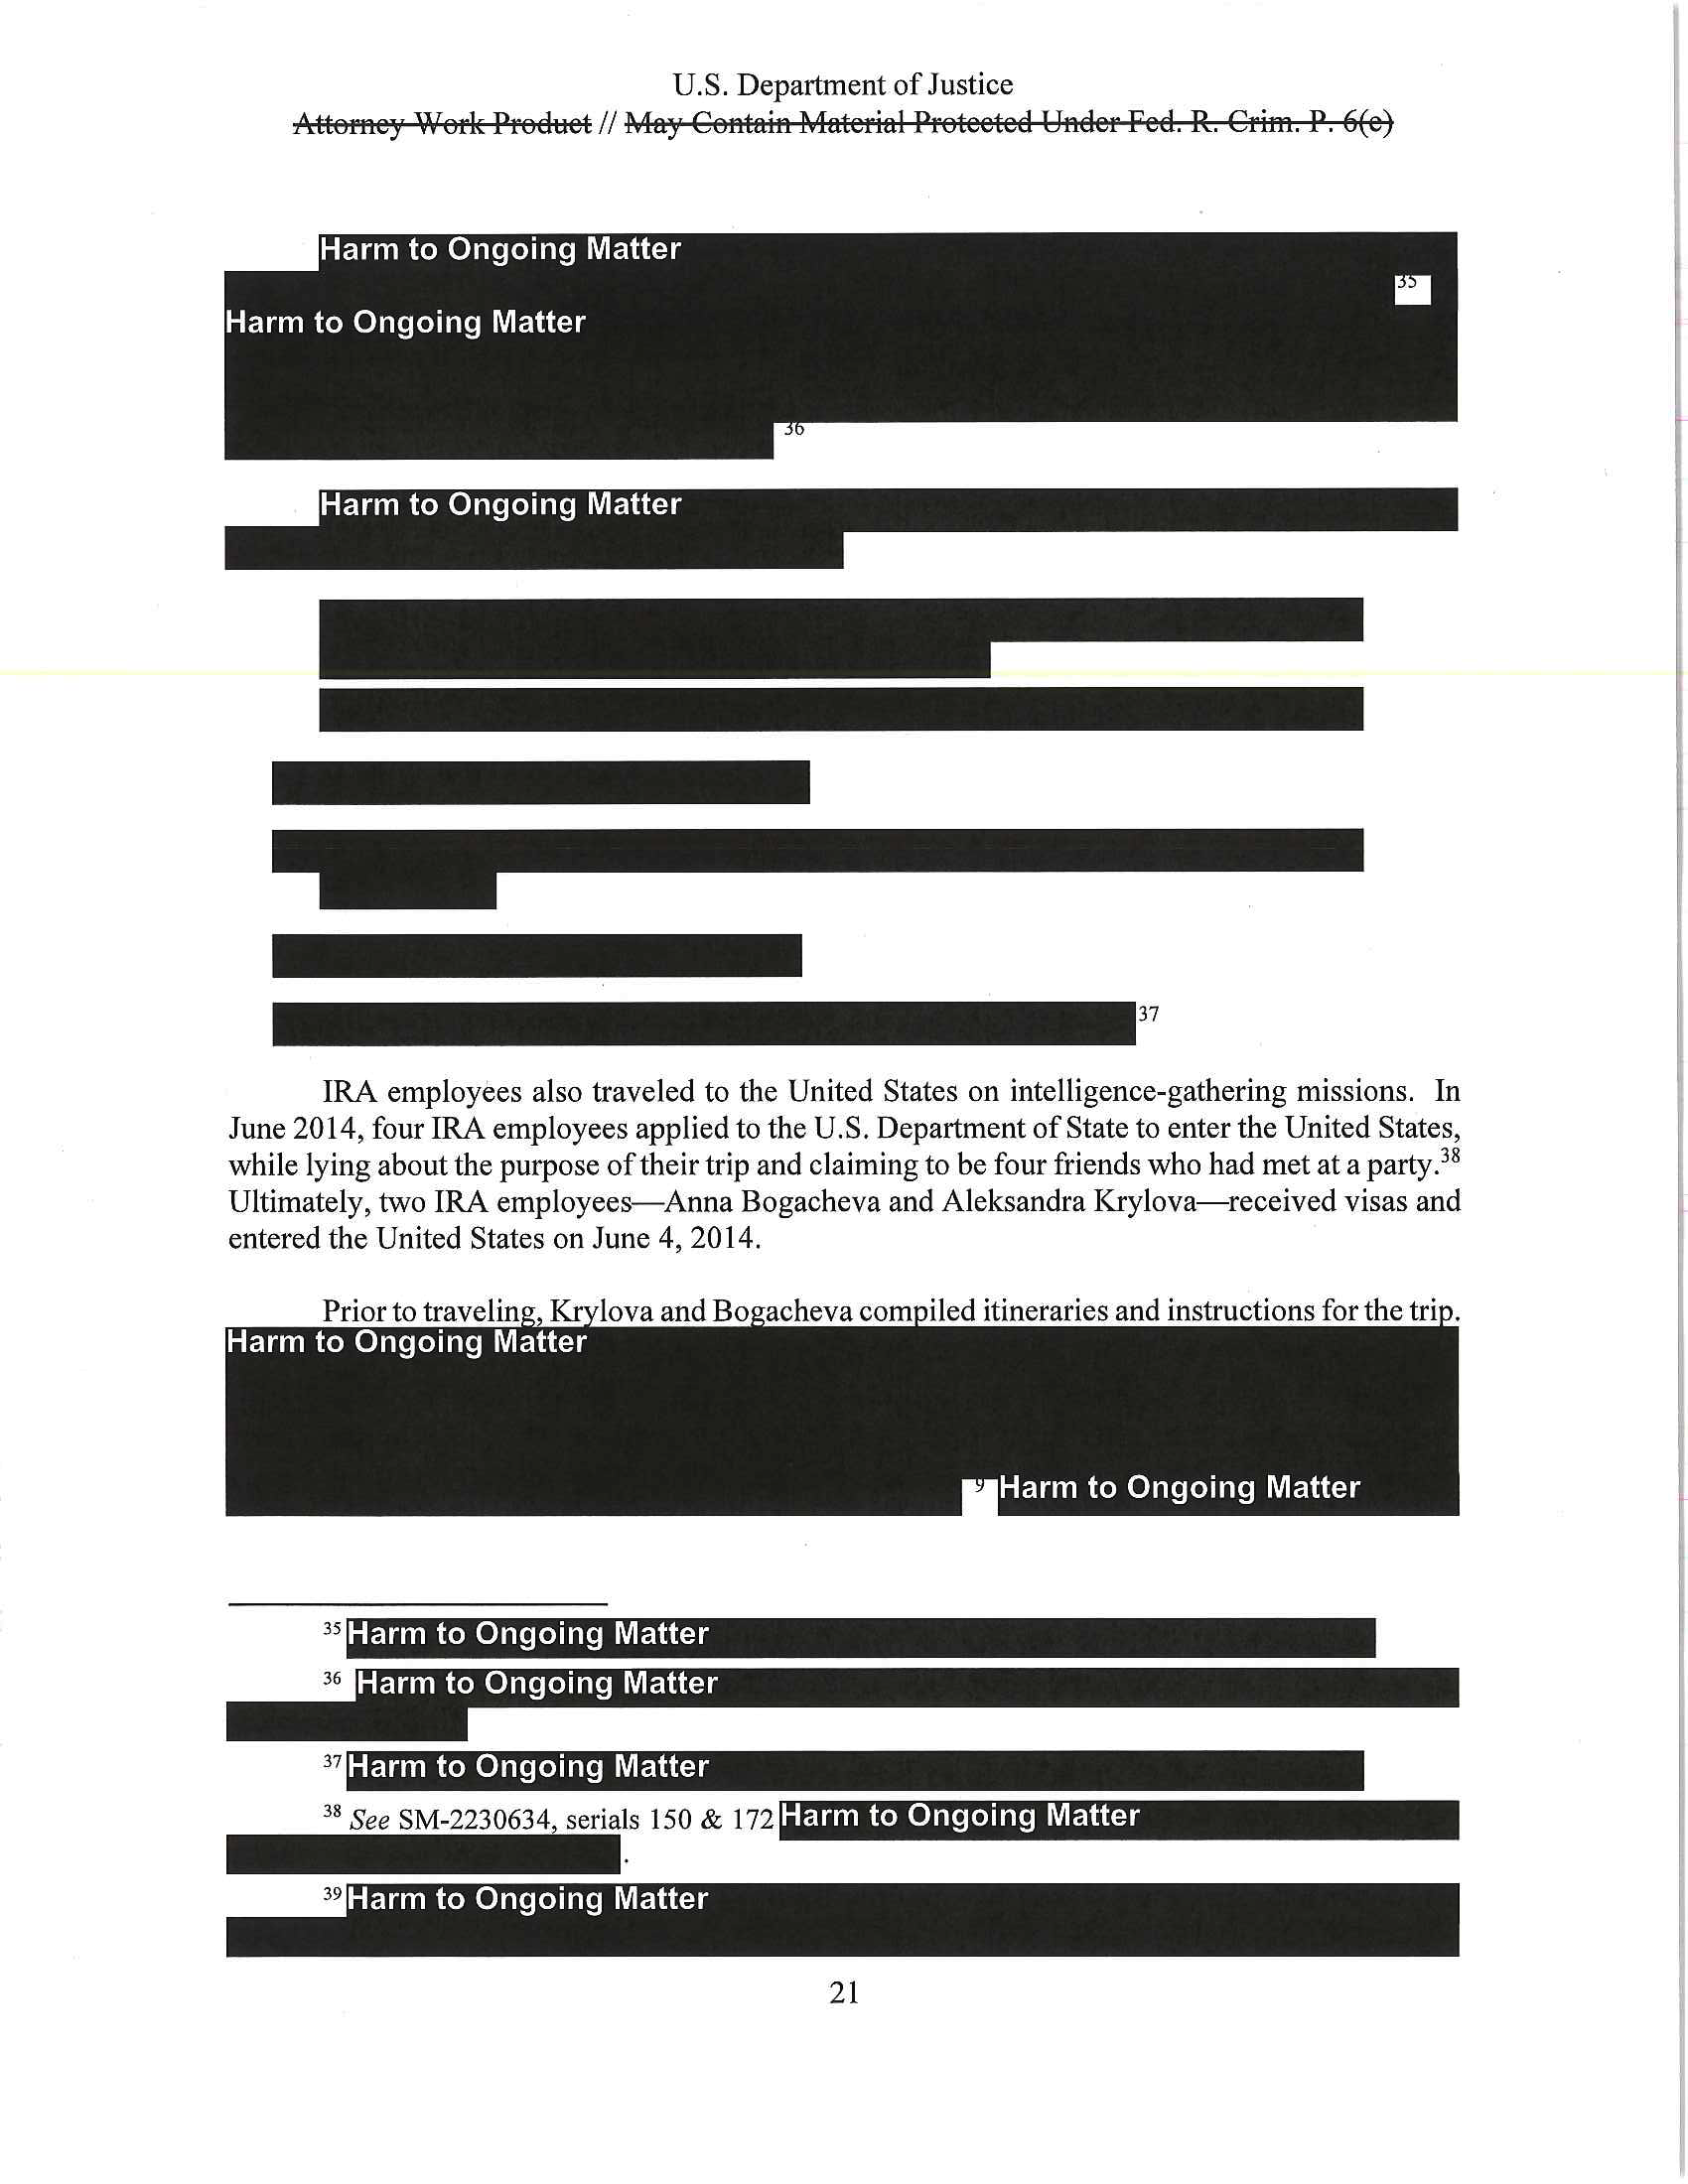 U.S. Department of Justice
Attorney Work Product // May Contain Material Protected Under Fed. R. Crim. P. 6(e)
Harm to Ongoing Matter
35
Harm to Ongoing Matter
36
Harm to Ongoing Matter
37
IRA employees also traveled to the United States on intelligence-gathering missions. In
June 2014, four IRA employees applied to the U.S. Department of State to enter the United States,
while lying about the purpose of their trip and claiming to be four friends who had met at a party.38
Ultimately, two IRA employees—Anna Bogacheva and Aleksandra Krylova—received visas and
entered the United States on June 4, 2014.
Prior to traveling, Krylova and Bogacheva compiled itineraries and instructions for the trip.
Harm to Ongoing Matter
9 Harm to Ongoing Matter
35 Harm to Ongoing Matter
36 Harm to Ongoing Matter
37 Harm to Ongoing Matter
38 See SM-2230634, serials 150 & 172 Harm to Ongoing Matter
.
39 Harm to Ongoing Matter
21